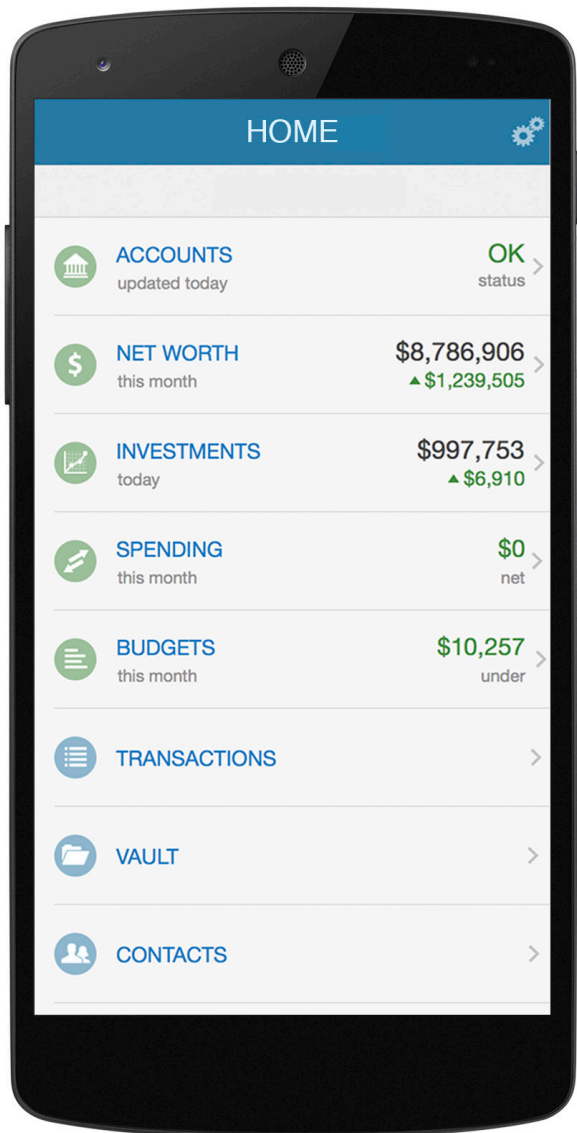 HOME
ACCOUNTS OK
updated today status
NET WORTH $8,786,906
this month ▲ $1,239,505
INVESTMENTS $997,753
today ▲ $6,910
SPENDING $0
this month net
BUDGETS $10,257
this month under
TRANSACTIONS
VAULT
CONTACTS